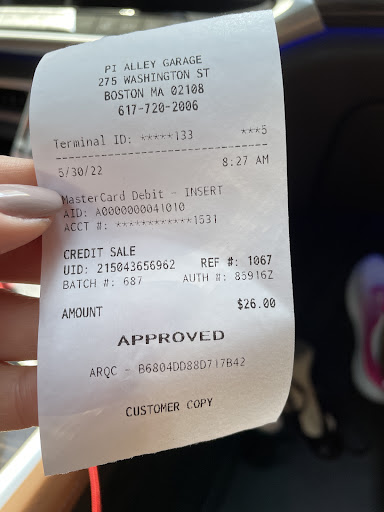 PI ALLEY GARAGE
275 WASHINGTON ST
BOSTON MA 02108
617-720-2006
Terminal ID: *****133 ***5
5/30/22 8:27 AM
MasterCard Debit - INSERT
AID: A0000000041010
ACCT #: ************1531
CREDIT SALE
UID: 215043656962 REF #: 1067
BATCH #: 687 AUTH #: 85916Z
AMOUNT $26.00
APPROVED
ARQC - B6804DD88D717B42
CUSTOMER COPY